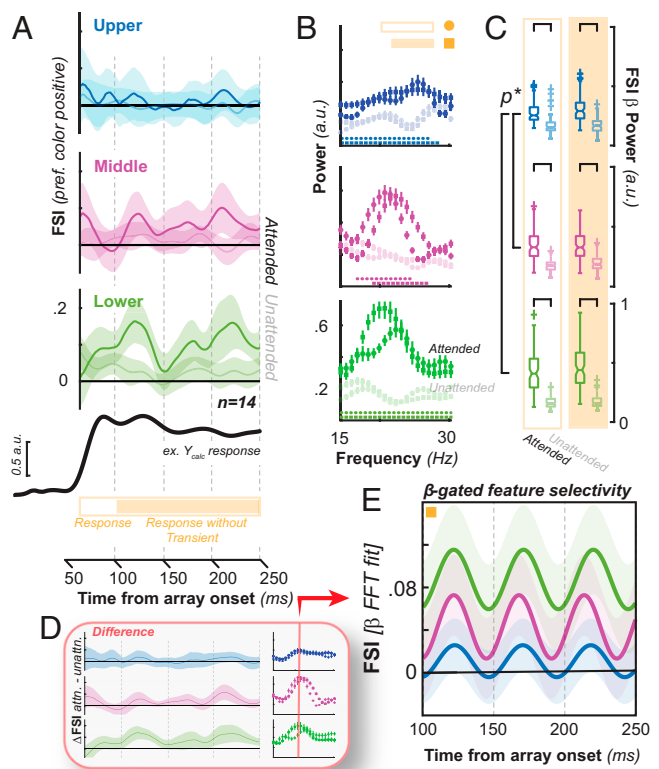 A
Upper
Middle
Lower
FSI (pref. color positive)
.2
0
n=14
Attended
Unattended
0.5 a.u.
ex. Ycalc response
Response
Response without
Transient
50
100
150
200
250
Time from array onset (ms)
B
Power (a.u.)
.6
.2
Attended
Unattended
15
30
Frequency (Hz)
C
p*
FSI β Power (a.u.)
1
0
Attended
Unattended
D
Difference
ΔFSI attn. - unattn.
E
β-gated feature selectivity
FSI [β FFT fit]
.08
0
100
150
200
250
Time from array onset (ms)